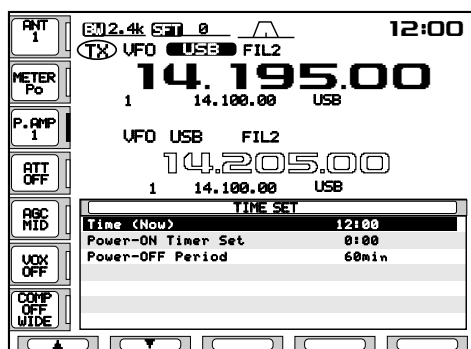 ANT
1
BW 2.4k SFT 0
12:00
TX VFO USB FIL2
METER
Po
14.195.00
1 14.100.00 USB
P.AMP
1
VFO USB FIL2
14.205.00
ATT
OFF
1 14.100.00 USB
AGC
MID
TIME SET
Time (Now) 12:00
Power-ON Timer Set 0:00
Power-OFF Period 60min
VOX
OFF
COMP
OFF
WIDE